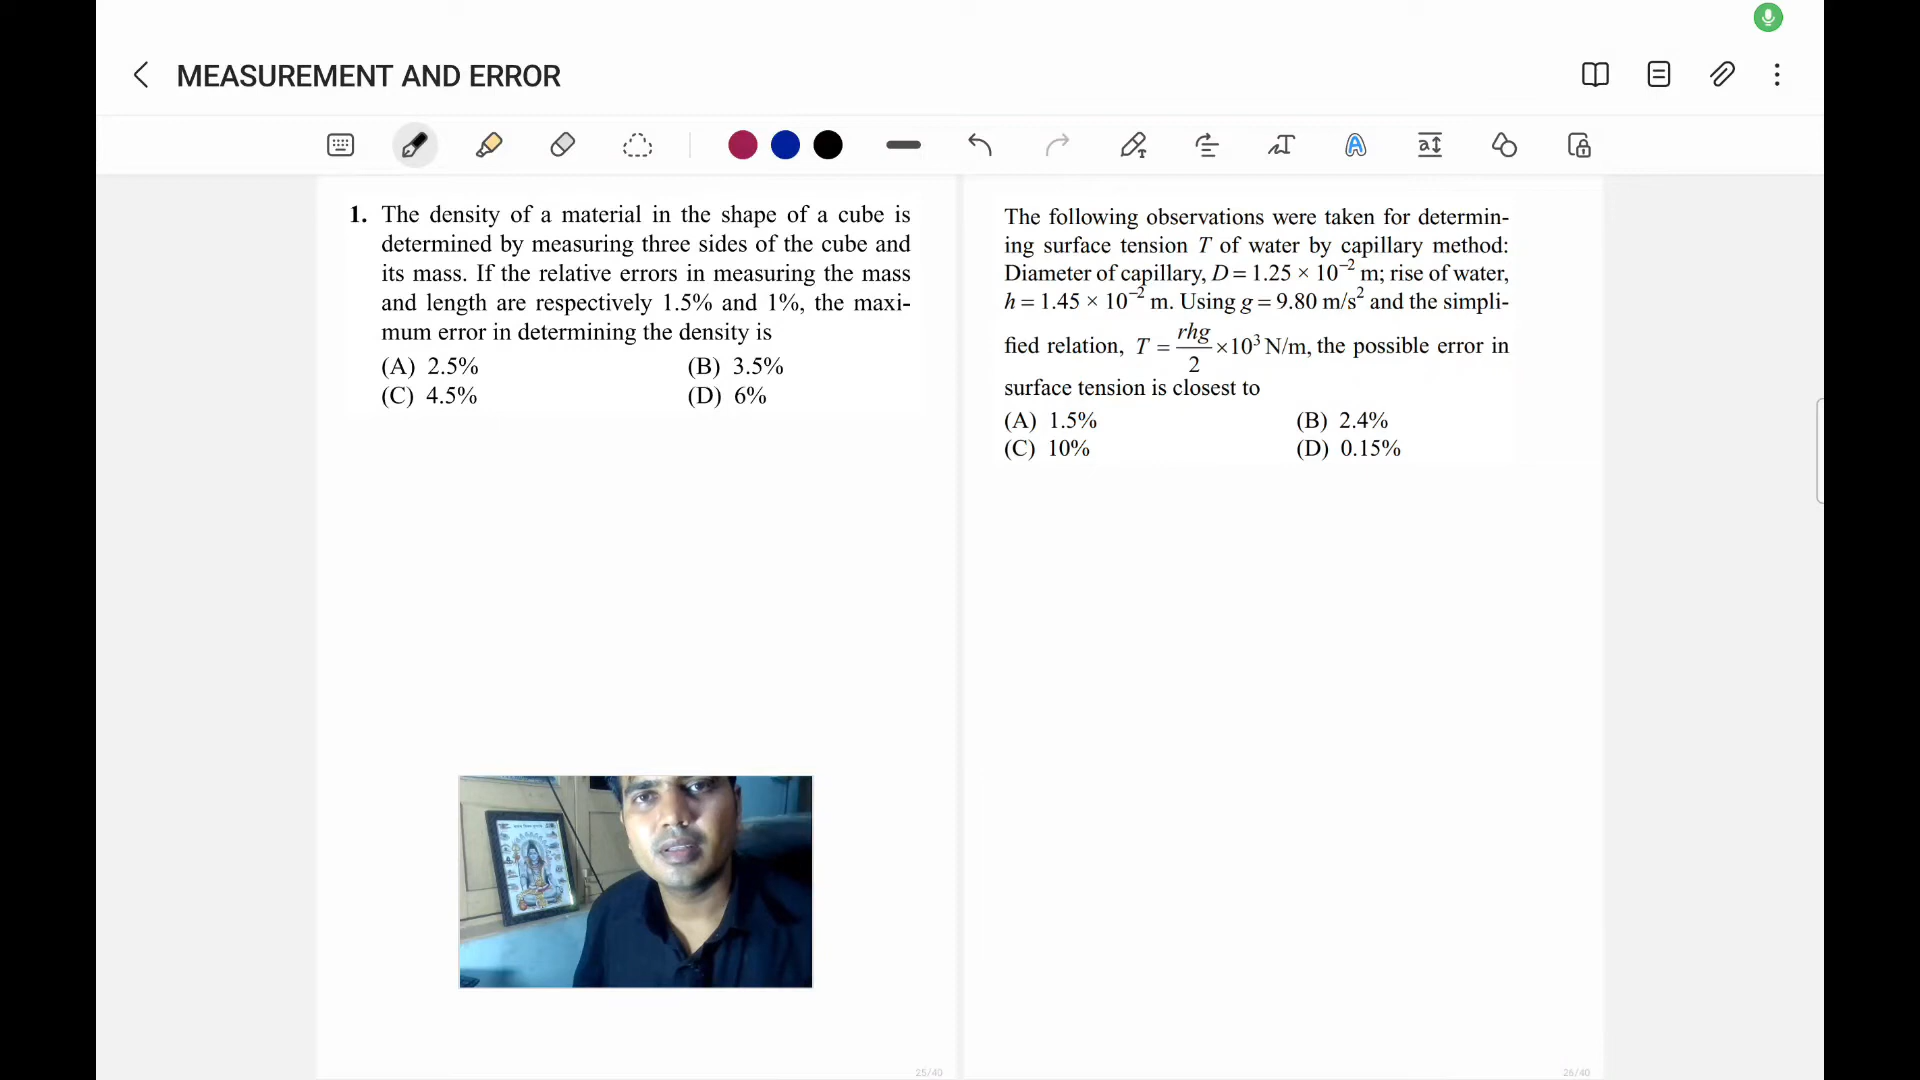 MEASUREMENT AND ERROR
1. The density of a material in the shape of a cube is
determined by measuring three sides of the cube and
its mass. If the relative errors in measuring the mass
and length are respectively 1.5% and 1%, the maxi-
mum error in determining the density is
(A) 2.5% (B) 3.5%
(C) 4.5% (D) 6%
25/40
The following observations were taken for determin-
ing surface tension T of water by capillary method:
Diameter of capillary, D = 1.25 × 10⁻² m; rise of water,
h = 1.45 × 10⁻² m. Using g = 9.80 m/s² and the simpli-
fied relation, T = rhg/2 × 10³ N/m, the possible error in
surface tension is closest to
(A) 1.5% (B) 2.4%
(C) 10% (D) 0.15%
26/40